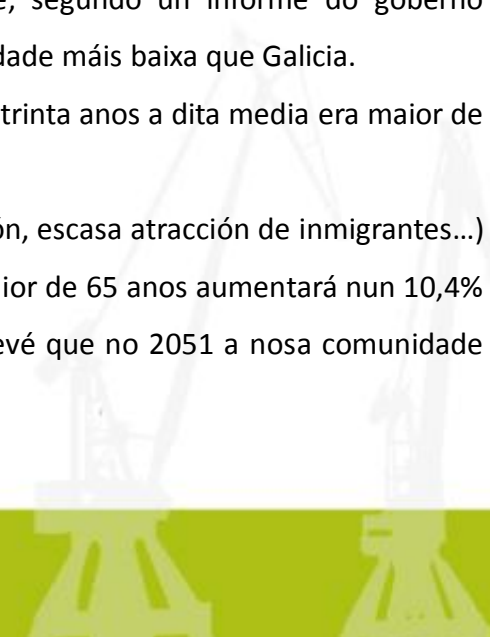 segundo un informe do goberno
dade máis baixa que Galicia.
trinta anos a dita media era maior de
ón, escasa atracción de inmigrantes…)
ior de 65 anos aumentará nun 10,4%
evé que no 2051 a nosa comunidade